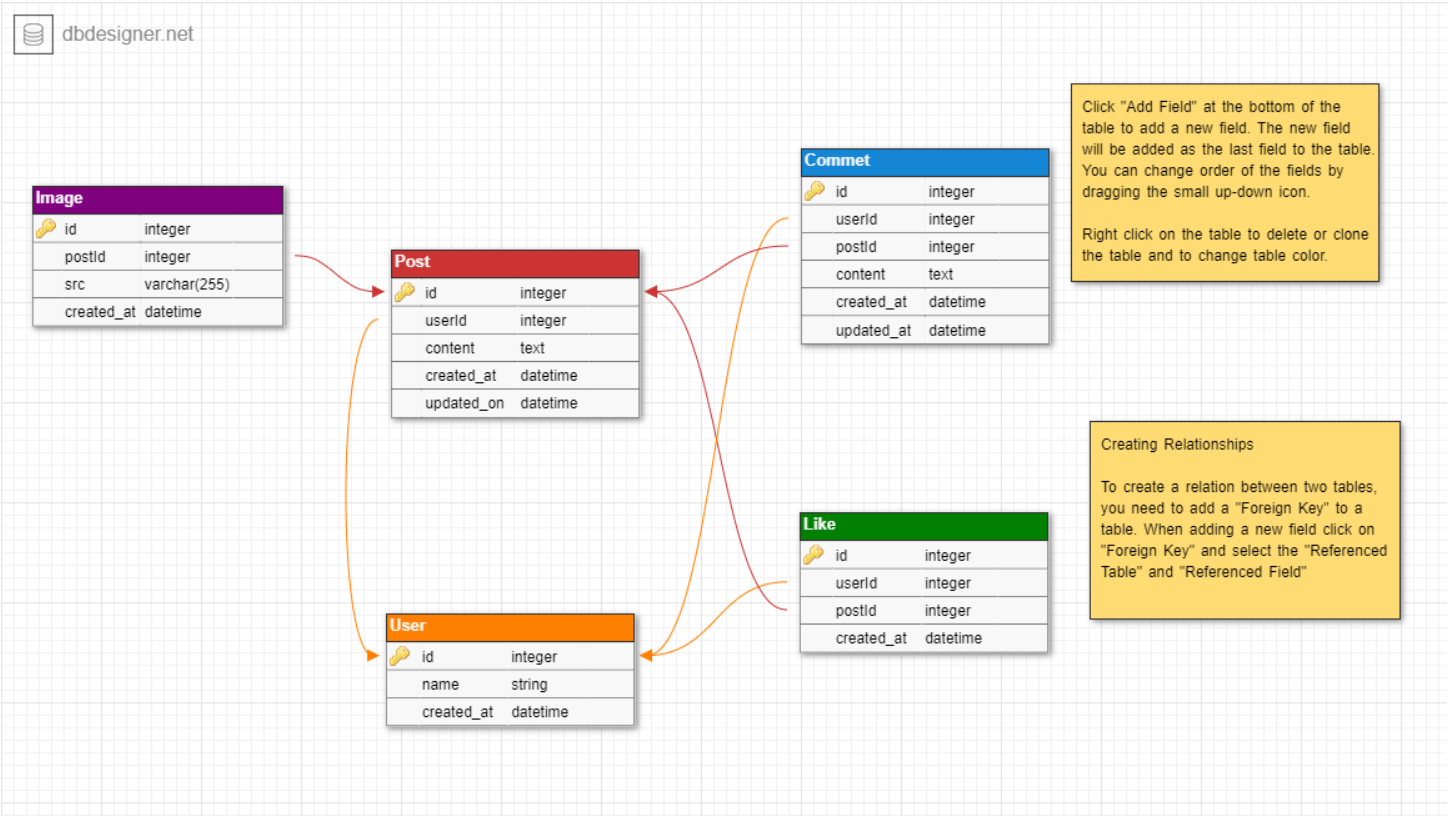 dbdesigner.net
Image
id integer
postId integer
src varchar(255)
created_at datetime
Post
id integer
userId integer
content text
created_at datetime
updated_on datetime
User
id integer
name string
created_at datetime
Commet
id integer
userId integer
postId integer
content text
created_at datetime
updated_at datetime
Like
id integer
userId integer
postId integer
created_at datetime
Click "Add Field" at the bottom of the
table to add a new field. The new field
will be added as the last field to the table.
You can change order of the fields by
dragging the small up-down icon.
Right click on the table to delete or clone
the table and to change table color.
Creating Relationships
To create a relation between two tables,
you need to add a "Foreign Key" to a
table. When adding a new field click on
"Foreign Key" and select the "Referenced
Table" and "Referenced Field"